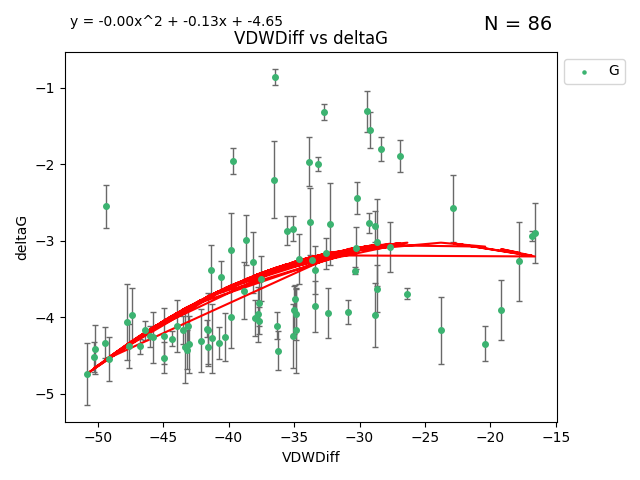 y = -0.00x^2 + -0.13x + -4.65
N = 86
VDWDiff vs deltaG
G
deltaG
−1
−2
−3
−4
−5
−50
−45
−40
−35
−30
−25
−20
−15
VDWDiff